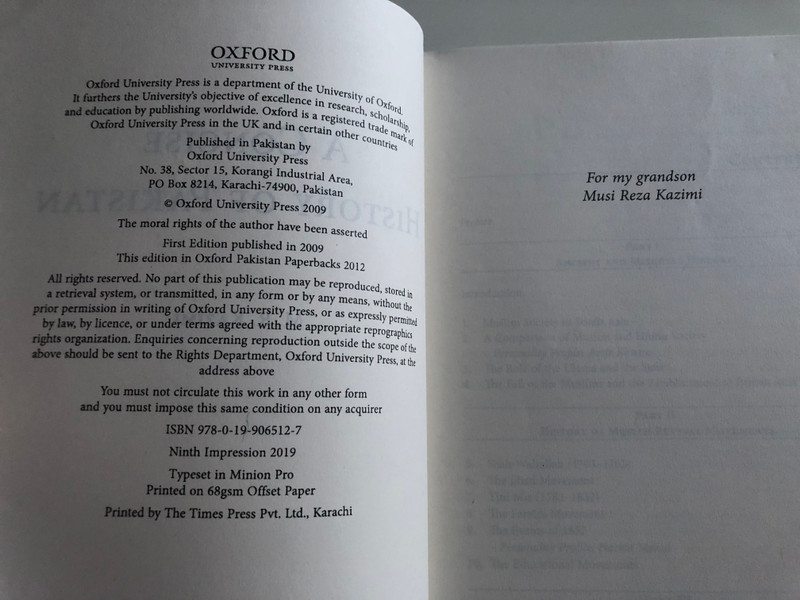 OXFORD
UNIVERSITY PRESS
Oxford University Press is a department of the University of Oxford.
It furthers the University's objective of excellence in research, scholarship,
and education by publishing worldwide. Oxford is a registered trade mark of
Oxford University Press in the UK and in certain other countries
Published in Pakistan by
Oxford University Press
No. 38, Sector 15, Korangi Industrial Area,
PO Box 8214, Karachi-74900, Pakistan
© Oxford University Press 2009
The moral rights of the author have been asserted
First Edition published in 2009
This edition in Oxford Pakistan Paperbacks 2012
All rights reserved. No part of this publication may be reproduced, stored in
a retrieval system, or transmitted, in any form or by any means, without the
prior permission in writing of Oxford University Press, or as expressly permitted
by law, by licence, or under terms agreed with the appropriate reprographics
rights organization. Enquiries concerning reproduction outside the scope of the
above should be sent to the Rights Department, Oxford University Press, at the
address above
You must not circulate this work in any other form
and you must impose this same condition on any acquirer
ISBN 978-0-19-906512-7
Ninth Impression 2019
Typeset in Minion Pro
Printed on 68gsm Offset Paper
Printed by The Times Press Pvt. Ltd., Karachi
For my grandson
Musi Reza Kazimi